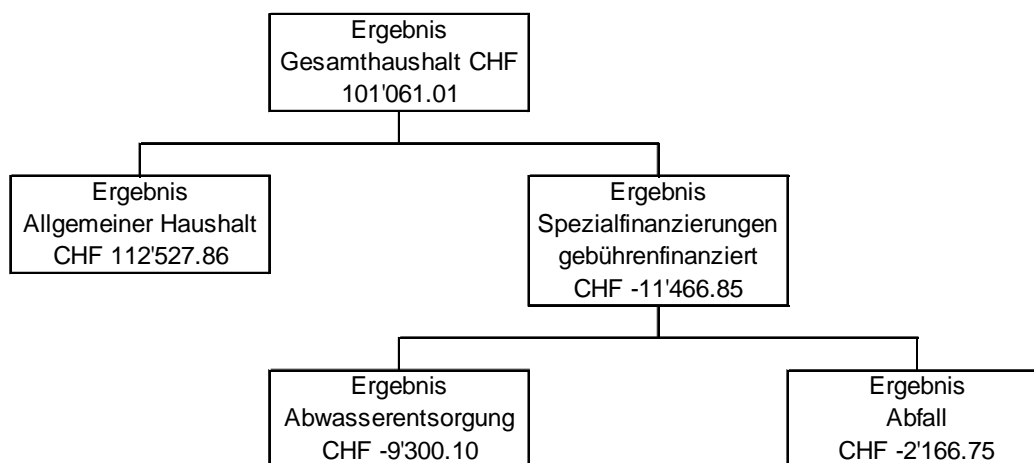 Ergebnis
Gesamthaushalt CHF
101'061.01
Ergebnis
Allgemeiner Haushalt
CHF 112'527.86
Ergebnis
Spezialfinanzierungen
gebührenfinanziert
CHF -11'466.85
Ergebnis
Abwasserentsorgung
CHF -9'300.10
Ergebnis
Abfall
CHF -2'166.75